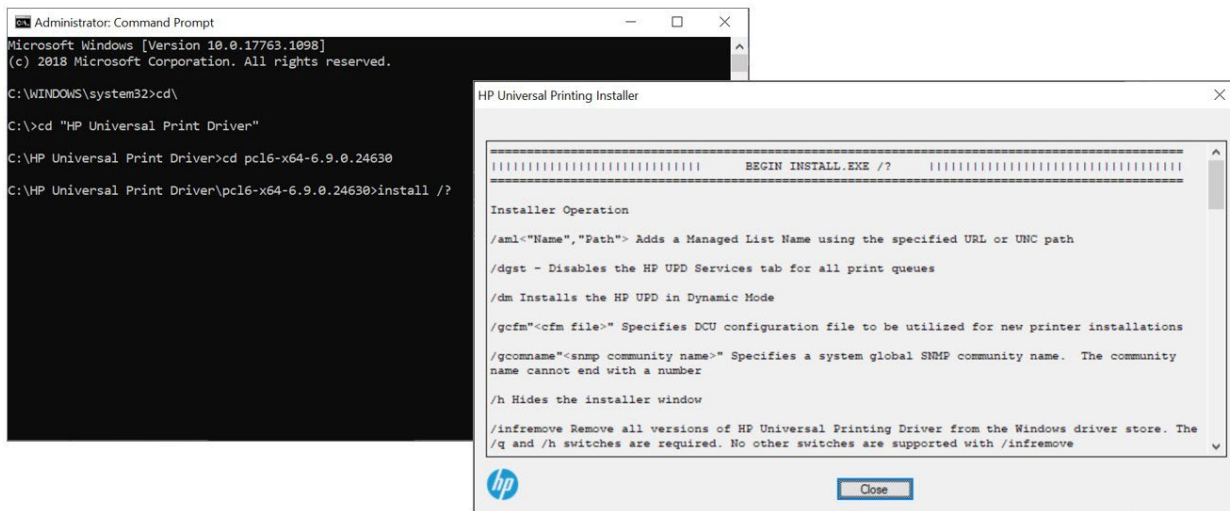 Administrator: Command Prompt
Microsoft Windows [Version 10.0.17763.1098]
(c) 2018 Microsoft Corporation. All rights reserved.
C:\WINDOWS\system32>cd\
C:\>cd "HP Universal Print Driver"
C:\HP Universal Print Driver>cd pcl6-x64-6.9.0.24630
C:\HP Universal Print Driver\pcl6-x64-6.9.0.24630>install /?
HP Universal Printing Installer
BEGIN INSTALL.EXE /?
Installer Operation
/aml<"Name","Path"> Adds a Managed List Name using the specified URL or UNC path
/dgst - Disables the HP UPD Services tab for all print queues
/dm Installs the HP UPD in Dynamic Mode
/gcfm"<cfm file>" Specifies DCU configuration file to be utilized for new printer installations
/gcomname"<snmp community name>" Specifies a system global SNMP community name.  The community
name cannot end with a number
/h Hides the installer window
/infremove Remove all versions of HP Universal Printing Driver from the Windows driver store. The
/q and /h switches are required. No other switches are supported with /infremove
hp
Close